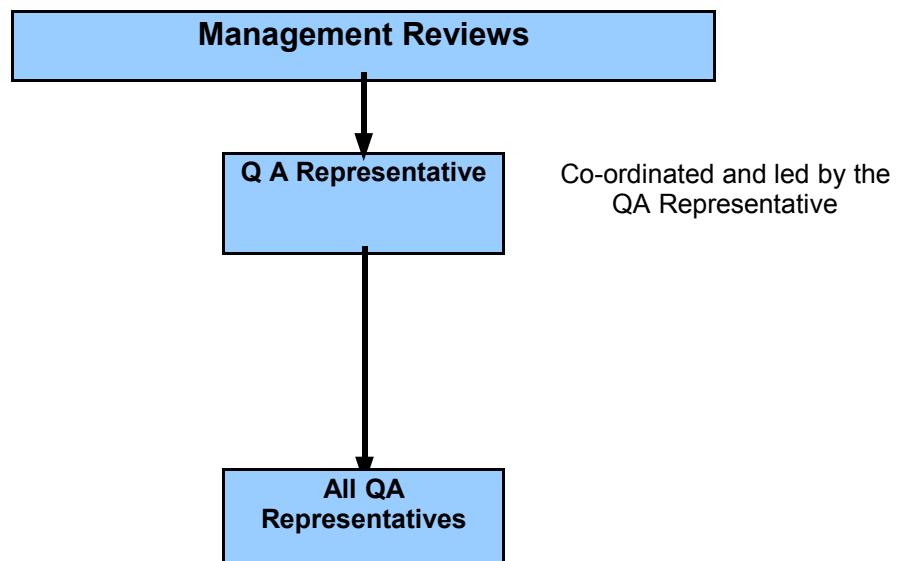 Management Reviews
Q A Representative
Co-ordinated and led by the
QA Representative
All QA
Representatives